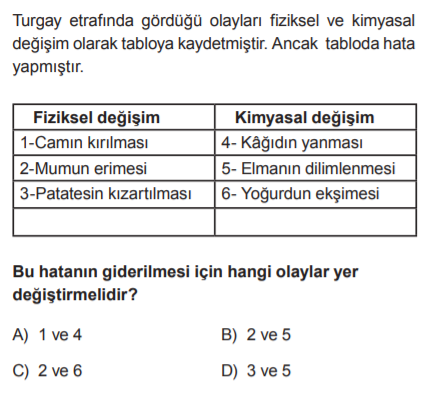 Turgay etrafında gördüğü olayları fiziksel ve kimyasal
değişim olarak tabloya kaydetmiştir. Ancak tabloda hata
yapmıştır.
Fiziksel değişim Kimyasal değişim
1-Camın kırılması 4- Kâğıdın yanması
2-Mumun erimesi 5- Elmanın dilimlenmesi
3-Patatesin kızartılması 6- Yoğurdun ekşimesi
Bu hatanın giderilmesi için hangi olaylar yer
değiştirmelidir?
A) 1 ve 4 B) 2 ve 5
C) 2 ve 6 D) 3 ve 5